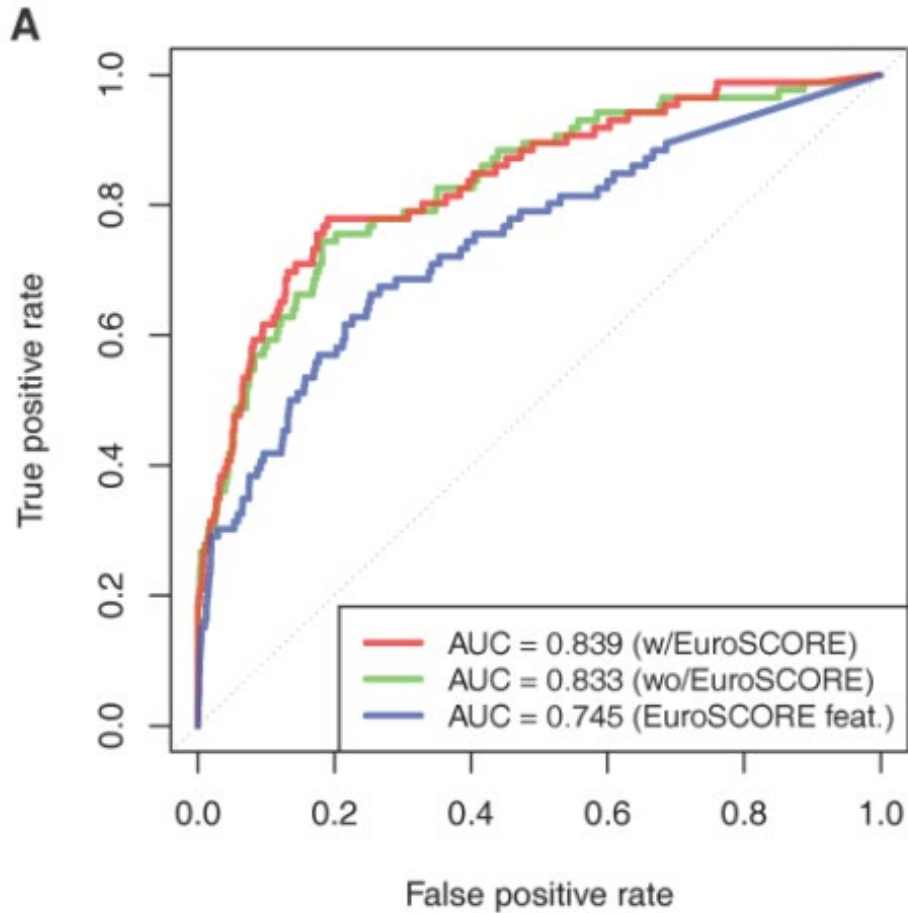 A
True positive rate
1.0
0.8
0.6
0.4
0.2
0.0
AUC = 0.839 (w/EuroSCORE)
AUC = 0.833 (wo/EuroSCORE)
AUC = 0.745 (EuroSCORE feat.)
0.0 0.2 0.4 0.6 0.8 1.0
False positive rate